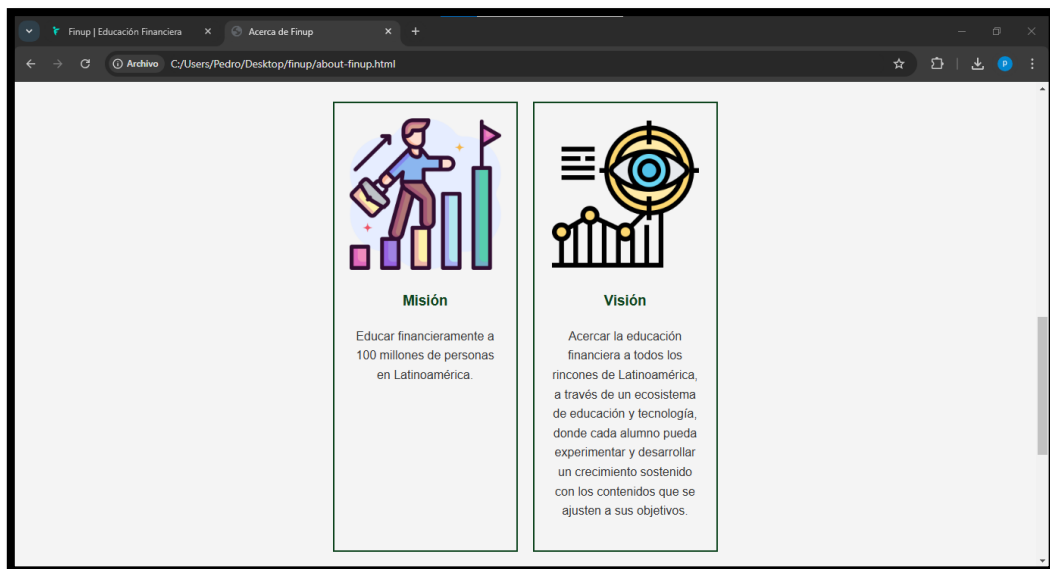 Finup | Educación Financiera
Acerca de Finup
Archivo C:/Users/Pedro/Desktop/finup/about-finup.html
P
Misión
Educar financieramente a
100 millones de personas
en Latinoamérica.
Visión
Acercar la educación
financiera a todos los
rincones de Latinoamérica,
a través de un ecosistema
de educación y tecnología,
donde cada alumno pueda
experimentar y desarrollar
un crecimiento sostenido
con los contenidos que se
ajusten a sus objetivos.